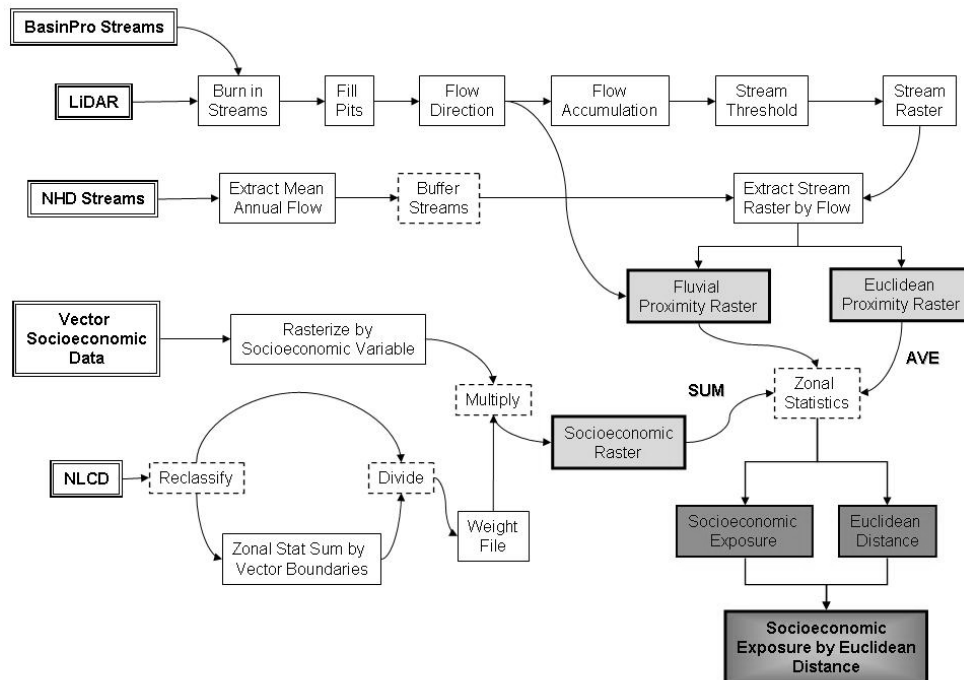 BasinPro Streams
LiDAR
Burn in
Streams
Fill
Pits
Flow
Direction
Flow
Accumulation
Stream
Threshold
Stream
Raster
NHD Streams
Extract Mean
Annual Flow
Buffer
Streams
Extract Stream
Raster by Flow
Fluvial
Proximity Raster
Euclidean
Proximity Raster
Vector
Socioeconomic
Data
Rasterize by
Socioeconomic Variable
AVE
Multiply
SUM
Zonal
Statistics
Socioeconomic
Raster
NLCD
Reclassify
Divide
Zonal Stat Sum by
Vector Boundaries
Weight
File
Socioeconomic
Exposure
Euclidean
Distance
Socioeconomic
Exposure by Euclidean
Distance